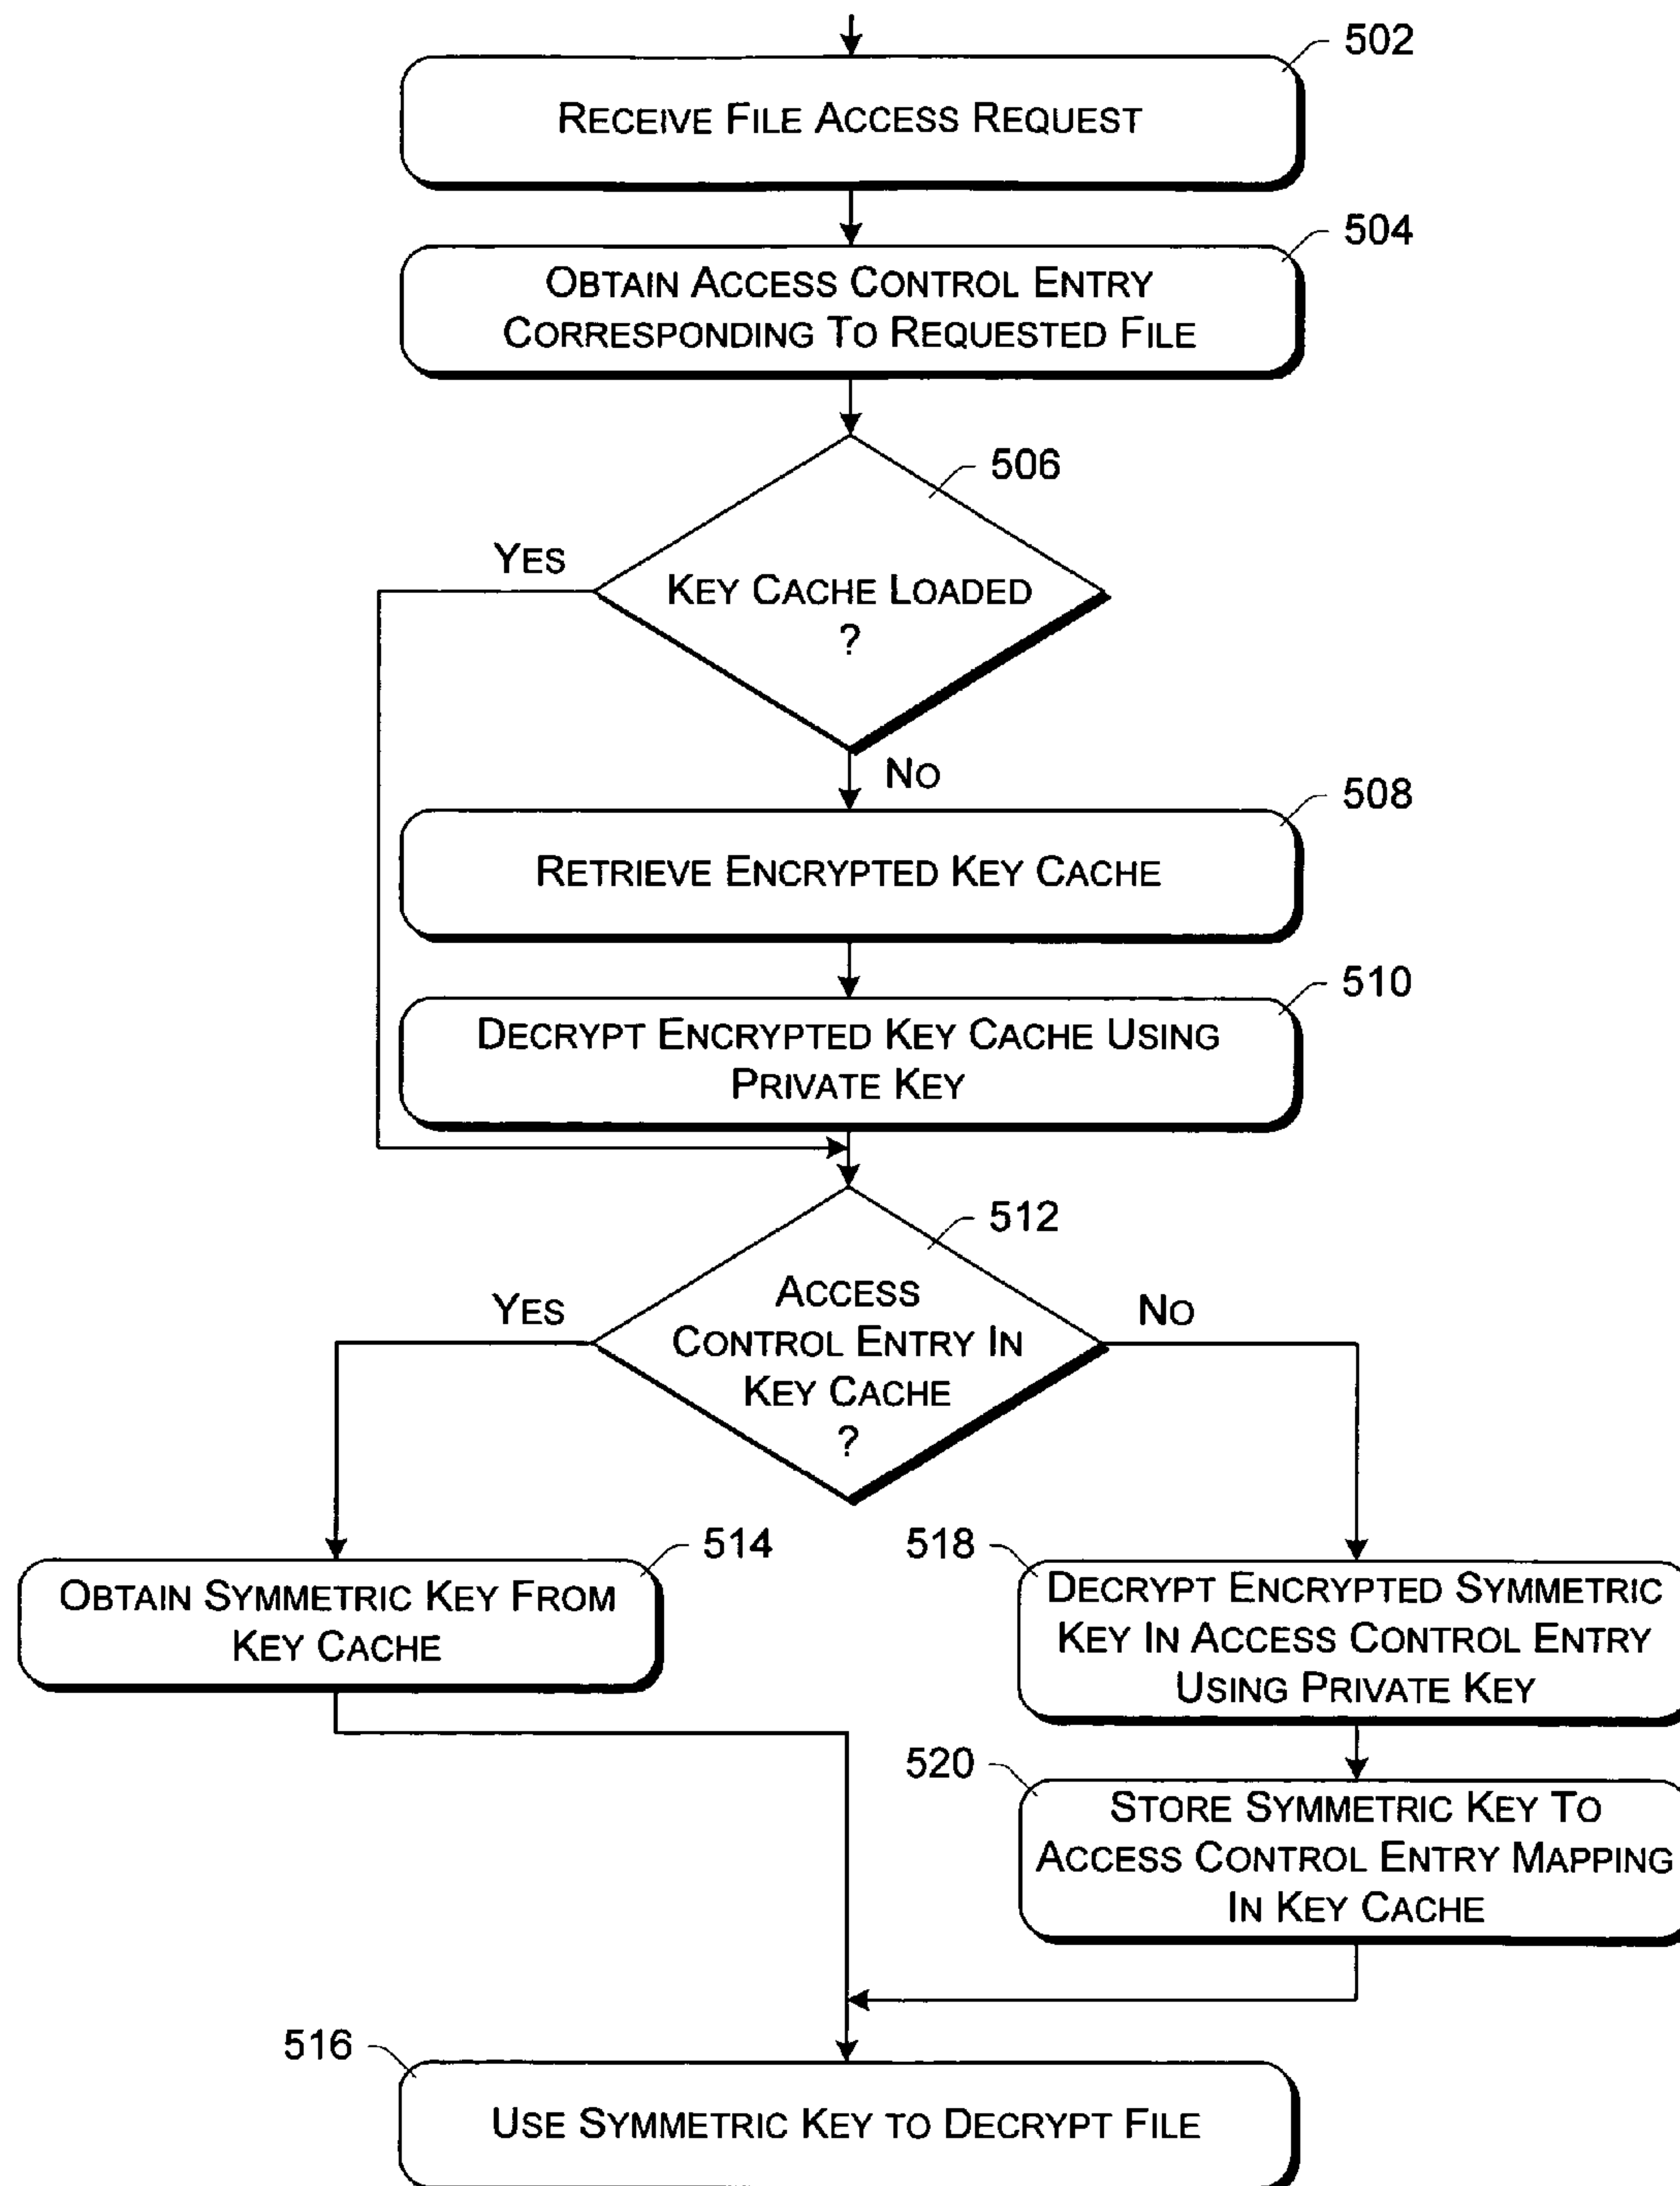 502
RECEIVE FILE ACCESS REQUEST
504
OBTAIN ACCESS CONTROL ENTRY
CORRESPONDING TO REQUESTED FILE
506
YES
KEY CACHE LOADED
?
NO
508
RETRIEVE ENCRYPTED KEY CACHE
510
DECRYPT ENCRYPTED KEY CACHE USING
PRIVATE KEY
512
YES
ACCESS
CONTROL ENTRY IN
KEY CACHE
?
NO
514
OBTAIN SYMMETRIC KEY FROM
KEY CACHE
518
DECRYPT ENCRYPTED SYMMETRIC
KEY IN ACCESS CONTROL ENTRY
USING PRIVATE KEY
520
STORE SYMMETRIC KEY TO
ACCESS CONTROL ENTRY MAPPING
IN KEY CACHE
516
USE SYMMETRIC KEY TO DECRYPT FILE